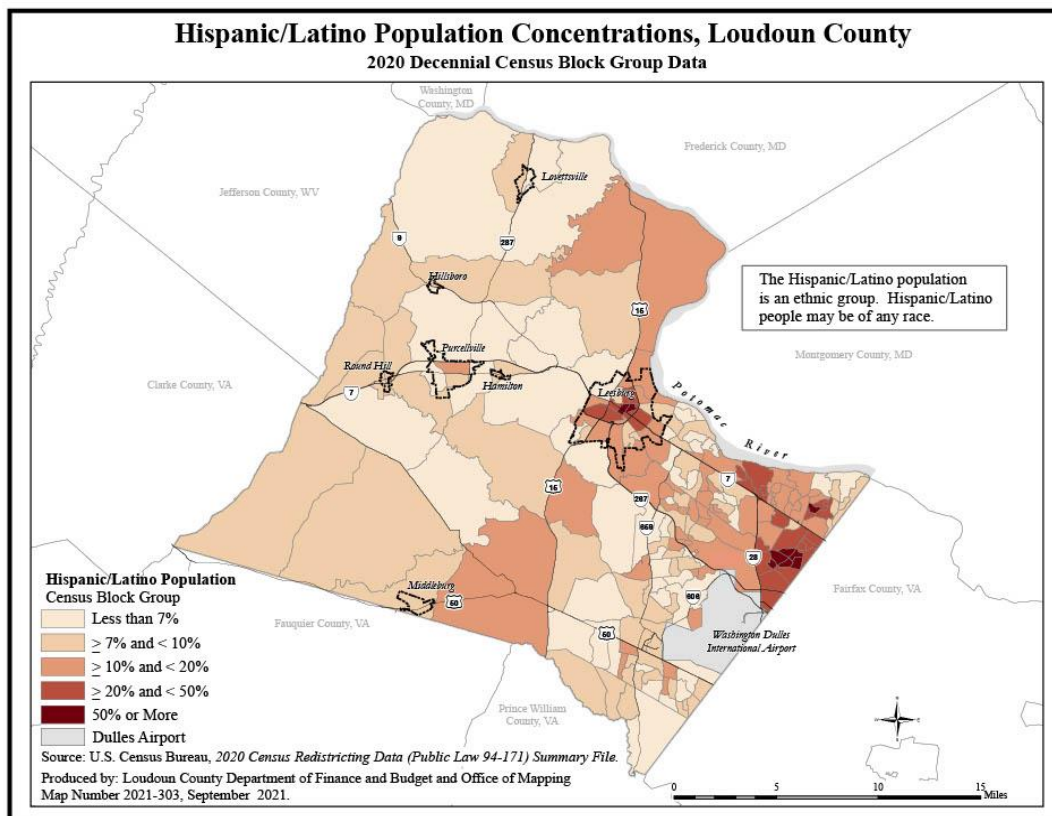 Hispanic/Latino Population Concentrations, Loudoun County
2020 Decennial Census Block Group Data
Washington
County, MD
Frederick County, MD
Jefferson County, WV
Lovettsville
9
287
Hillsboro
The Hispanic/Latino population
is an ethnic group. Hispanic/Latino
people may be of any race.
15
Montgomery County, MD
Purcellville
Round Hill
Hamilton
Clarke County, VA
7
Leesburg
Potomac River
7
15
267
659
28
Hispanic/Latino Population
Census Block Group
Less than 7%
≥ 7% and < 10%
≥ 10% and < 20%
≥ 20% and < 50%
50% or More
Dulles Airport
Middleburg
50
Fauquier County, VA
606
Fairfax County, VA
Washington Dulles
International Airport
50
Prince William
County, VA
N
Source: U.S. Census Bureau, 2020 Census Redistricting Data (Public Law 94-171) Summary File.
Produced by: Loudoun County Department of Finance and Budget and Office of Mapping
Map Number 2021-303, September 2021.
0 5 10 15
Miles